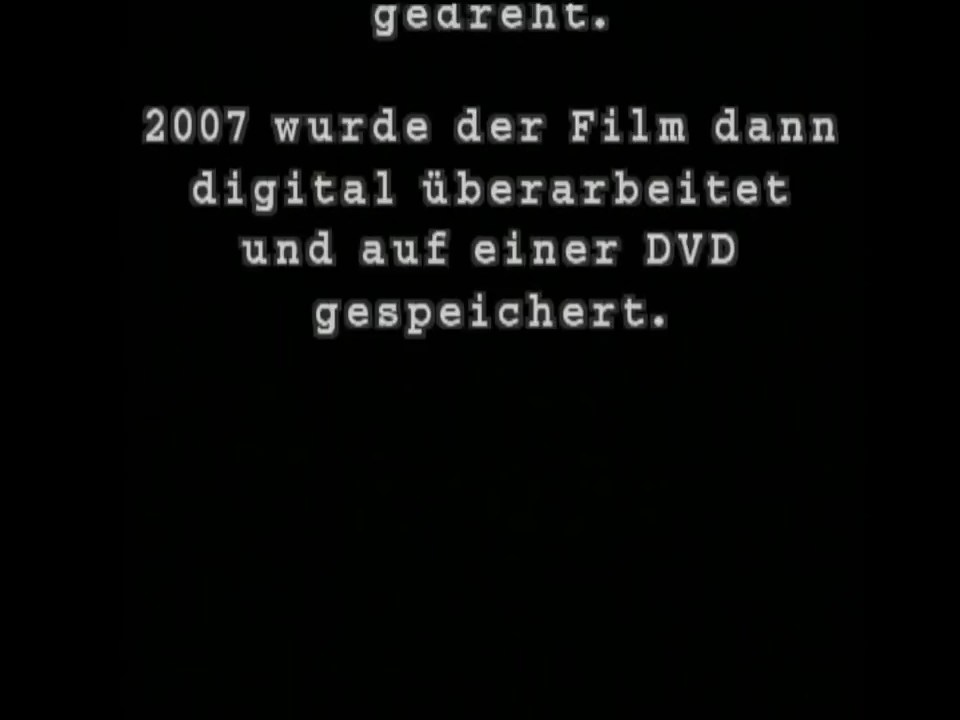 gedreht.
2007 wurde der Film dann
digital überarbeitet
und auf einer DVD
gespeichert.